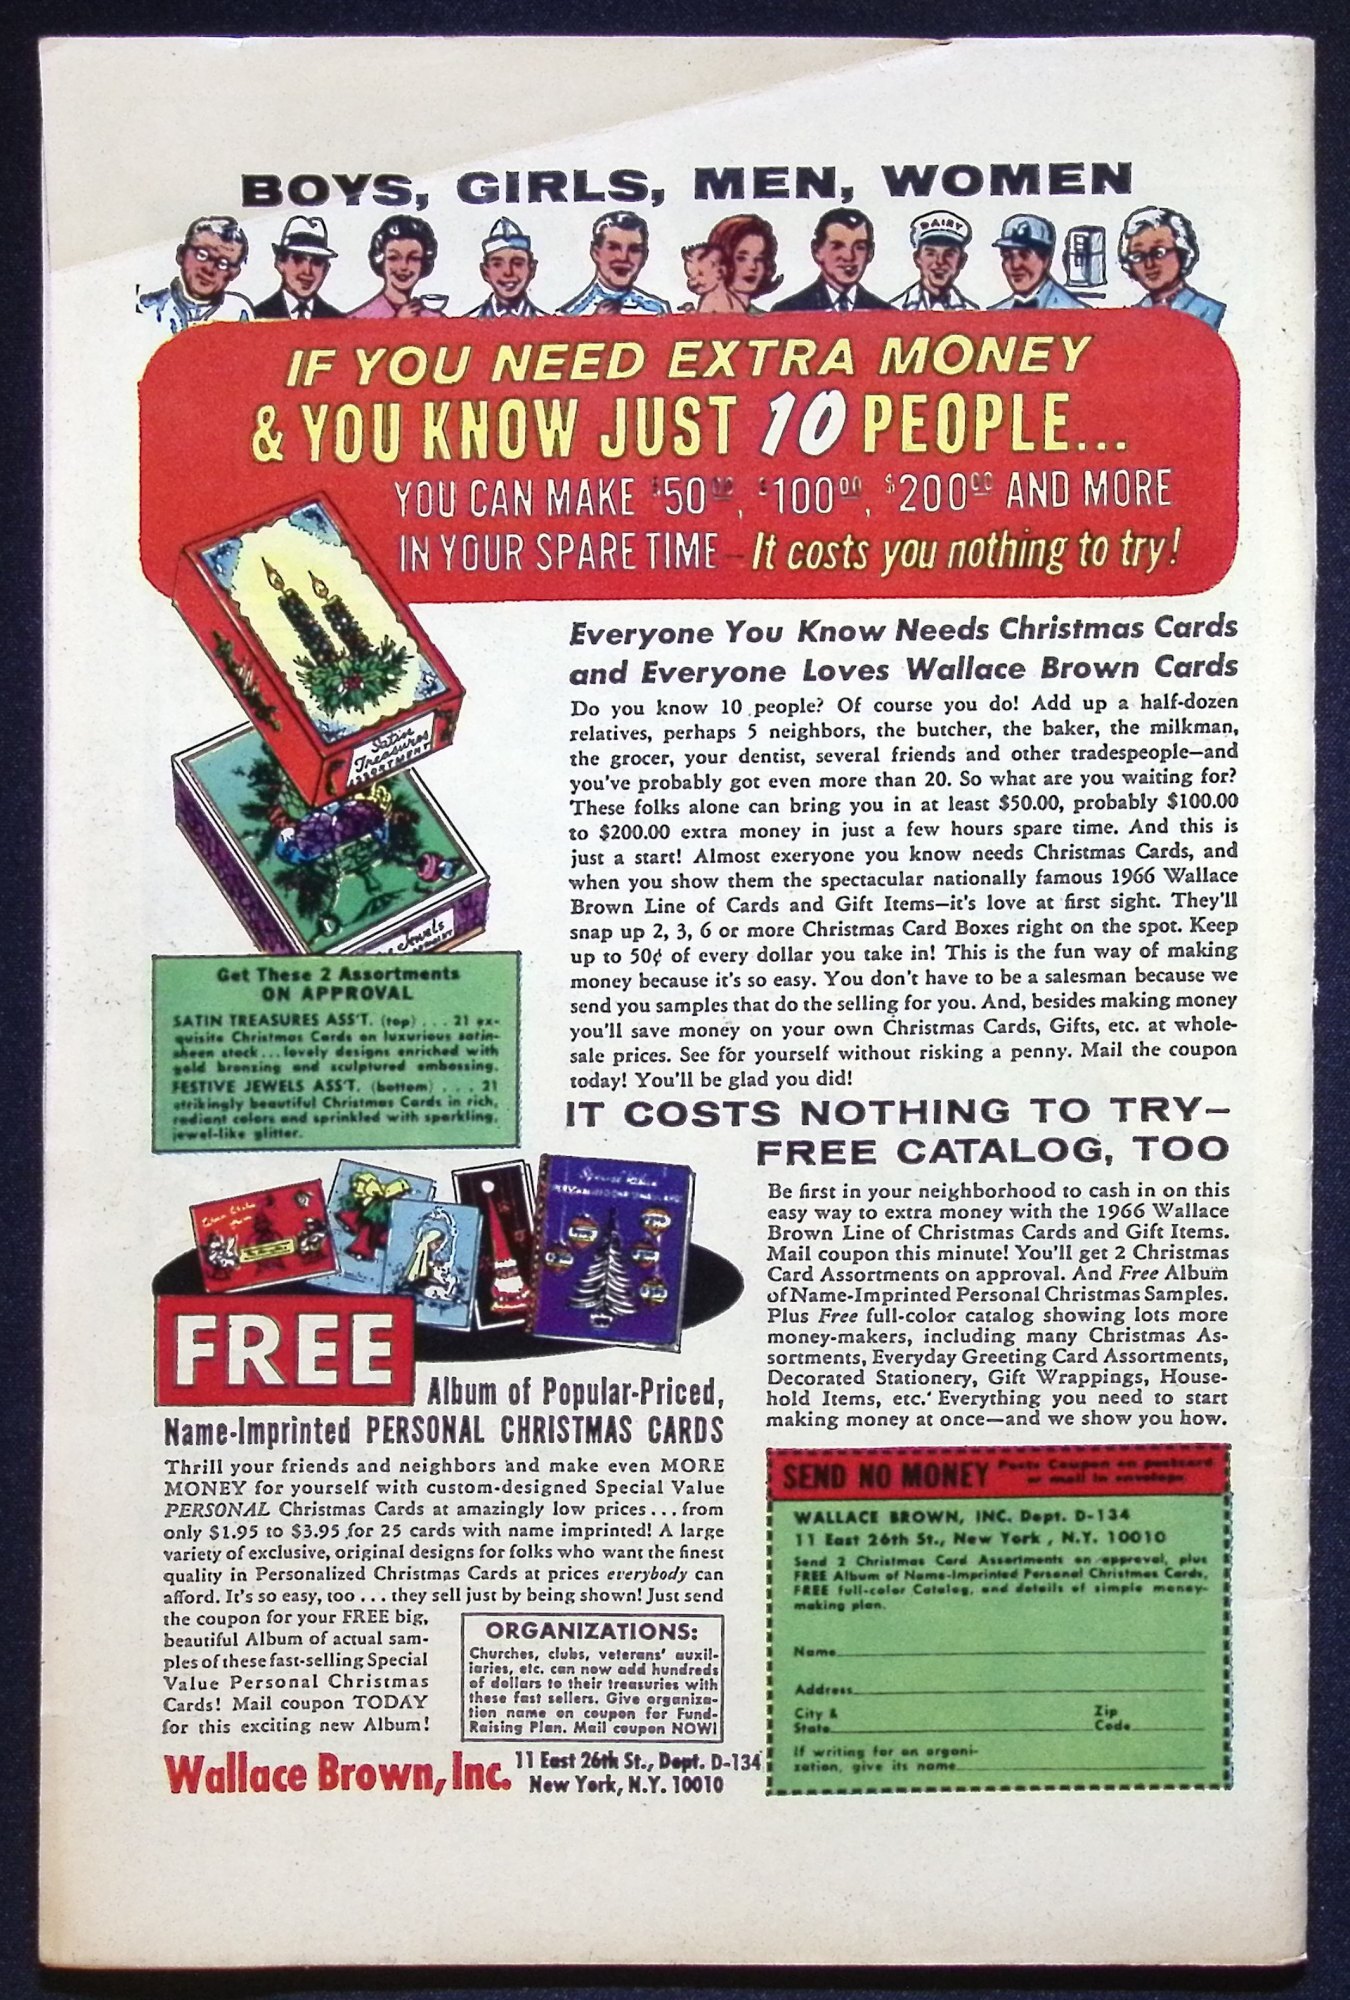 BOYS, GIRLS, MEN, WOMEN
DAIRY
IF YOU NEED EXTRA MONEY
& YOU KNOW JUST 10 PEOPLE...
YOU CAN MAKE $50 00, $100 00, $200 00 AND MORE
IN YOUR SPARE TIME - It costs you nothing to try!
Satin
Treasures
ASSORTMENT
Jewels
Get These 2 Assortments
ON APPROVAL
SATIN TREASURES ASS'T. (top) . . . 21 ex-
quisite Christmas Cards on luxurious satin-
sheen stock . . . lovely designs enriched with
gold bronzing and sculptured embossing.
FESTIVE JEWELS ASS'T. (bottom) . . . . 21
strikingly beautiful Christmas Cards in rich,
radiant colors and sprinkled with sparkling,
jewel-like glitter.
Everyone You Know Needs Christmas Cards
and Everyone Loves Wallace Brown Cards
Do you know 10 people? Of course you do! Add up a half-dozen
relatives, perhaps 5 neighbors, the butcher, the baker, the milkman,
the grocer, your dentist, several friends and other tradespeople—and
you've probably got even more than 20. So what are you waiting for?
These folks alone can bring you in at least $50.00, probably $100.00
to $200.00 extra money in just a few hours spare time. And this is
just a start! Almost exeryone you know needs Christmas Cards, and
when you show them the spectacular nationally famous 1966 Wallace
Brown Line of Cards and Gift Items—it's love at first sight. They'll
snap up 2, 3, 6 or more Christmas Card Boxes right on the spot. Keep
up to 50¢ of every dollar you take in! This is the fun way of making
money because it's so easy. You don't have to be a salesman because we
send you samples that do the selling for you. And, besides making money
you'll save money on your own Christmas Cards, Gifts, etc. at whole-
sale prices. See for yourself without risking a penny. Mail the coupon
today! You'll be glad you did!
IT COSTS NOTHING TO TRY—
FREE CATALOG, TOO
Be first in your neighborhood to cash in on this
easy way to extra money with the 1966 Wallace
Brown Line of Christmas Cards and Gift Items.
Mail coupon this minute! You'll get 2 Christmas
Card Assortments on approval. And Free Album
of Name-Imprinted Personal Christmas Samples.
Plus Free full-color catalog showing lots more
money-makers, including many Christmas As-
sortments, Everyday Greeting Card Assortments,
Decorated Stationery, Gift Wrappings, House-
hold Items, etc. Everything you need to start
making money at once—and we show you how.
FREE
Album of Popular-Priced,
Name-Imprinted PERSONAL CHRISTMAS CARDS
Thrill your friends and neighbors and make even MORE
MONEY for yourself with custom-designed Special Value
PERSONAL Christmas Cards at amazingly low prices . . . from
only $1.95 to $3.95 for 25 cards with name imprinted! A large
variety of exclusive, original designs for folks who want the finest
quality in Personalized Christmas Cards at prices everybody can
afford. It's so easy, too . . . they sell just by being shown! Just send
the coupon for your FREE big,
beautiful Album of actual sam-
ples of these fast-selling Special
Value Personal Christmas
Cards! Mail coupon TODAY
for this exciting new Album!
ORGANIZATIONS:
Churches, clubs, veterans' auxil-
iaries, etc. can now add hundreds
of dollars to their treasuries with
these fast sellers. Give organiza-
tion name on coupon for Fund-
Raising Plan. Mail coupon NOW!
Wallace Brown, Inc. 11 East 26th St., Dept. D-134
New York, N.Y. 10010
SEND NO MONEY Paste Coupon on postcard
or mail in envelope.
WALLACE BROWN, INC. Dept. D-134
11 East 26th St., New York, N.Y. 10010
Send 2 Christmas Card Assortments on approval, plus
FREE Album of Name-Imprinted Personal Christmas Cards,
FREE full-color Catalog, and details of simple money-
making plan.
Name
Address
City &
State
Zip
Code
If writing for an organi-
zation, give its name